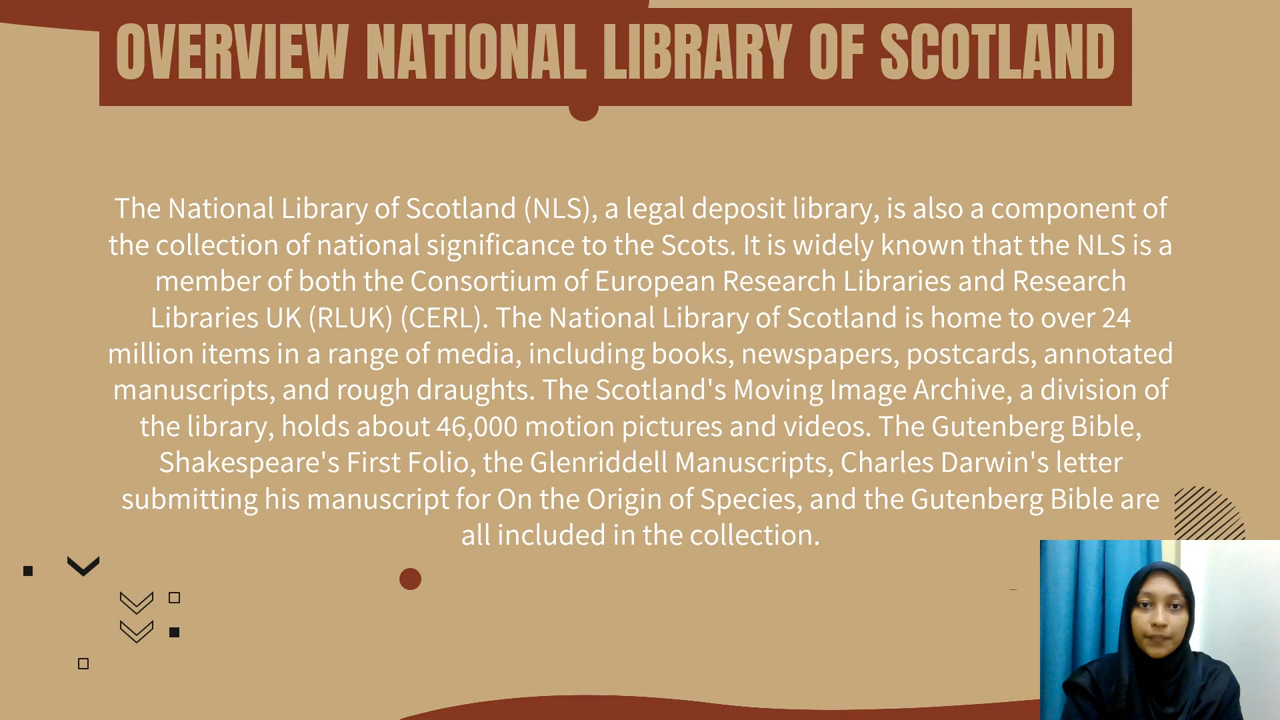 OVERVIEW NATIONAL LIBRARY OF SCOTLAND
The National Library of Scotland (NLS), a legal deposit library, is also a component of
the collection of national significance to the Scots. It is widely known that the NLS is a
member of both the Consortium of European Research Libraries and Research
Libraries UK (RLUK) (CERL). The National Library of Scotland is home to over 24
million items in a range of media, including books, newspapers, postcards, annotated
manuscripts, and rough draughts. The Scotland's Moving Image Archive, a division of
the library, holds about 46,000 motion pictures and videos. The Gutenberg Bible,
Shakespeare's First Folio, the Glenriddell Manuscripts, Charles Darwin's letter
submitting his manuscript for On the Origin of Species, and the Gutenberg Bible are
all included in the collection.